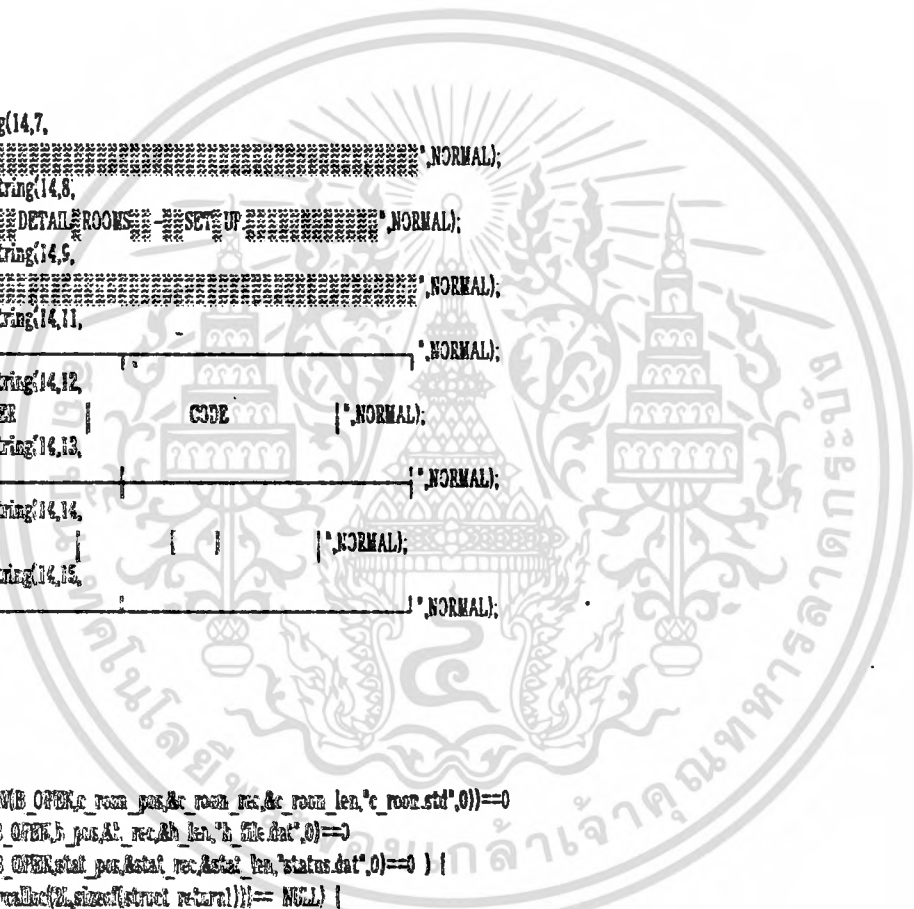 g(14,7,
",NORMAL);
tring(14,8,
DETAIL ROOMS - SET UP ",NORMAL);
tring(14,9,
",NORMAL);
tring(14,11,
",NORMAL);
tring(14,12,
ER | CODE |",NORMAL);
tring(14,13,
",NORMAL);
tring(14,14,
| | | |",NORMAL);
tring(14,15,
",NORMAL);
V(B_OPEN,c_room_pos,&c_room_rec,&c_room_len,"c_room.std",0))==0
B_OPEN,h_pos,&h_rec,&h_len,"h_file.dat",0)==0
B_OPEN,stat_pos,&stat_rec,&stat_len,"status.dat",0)==0 ) {
sizeof(struct return)))== NULL) {